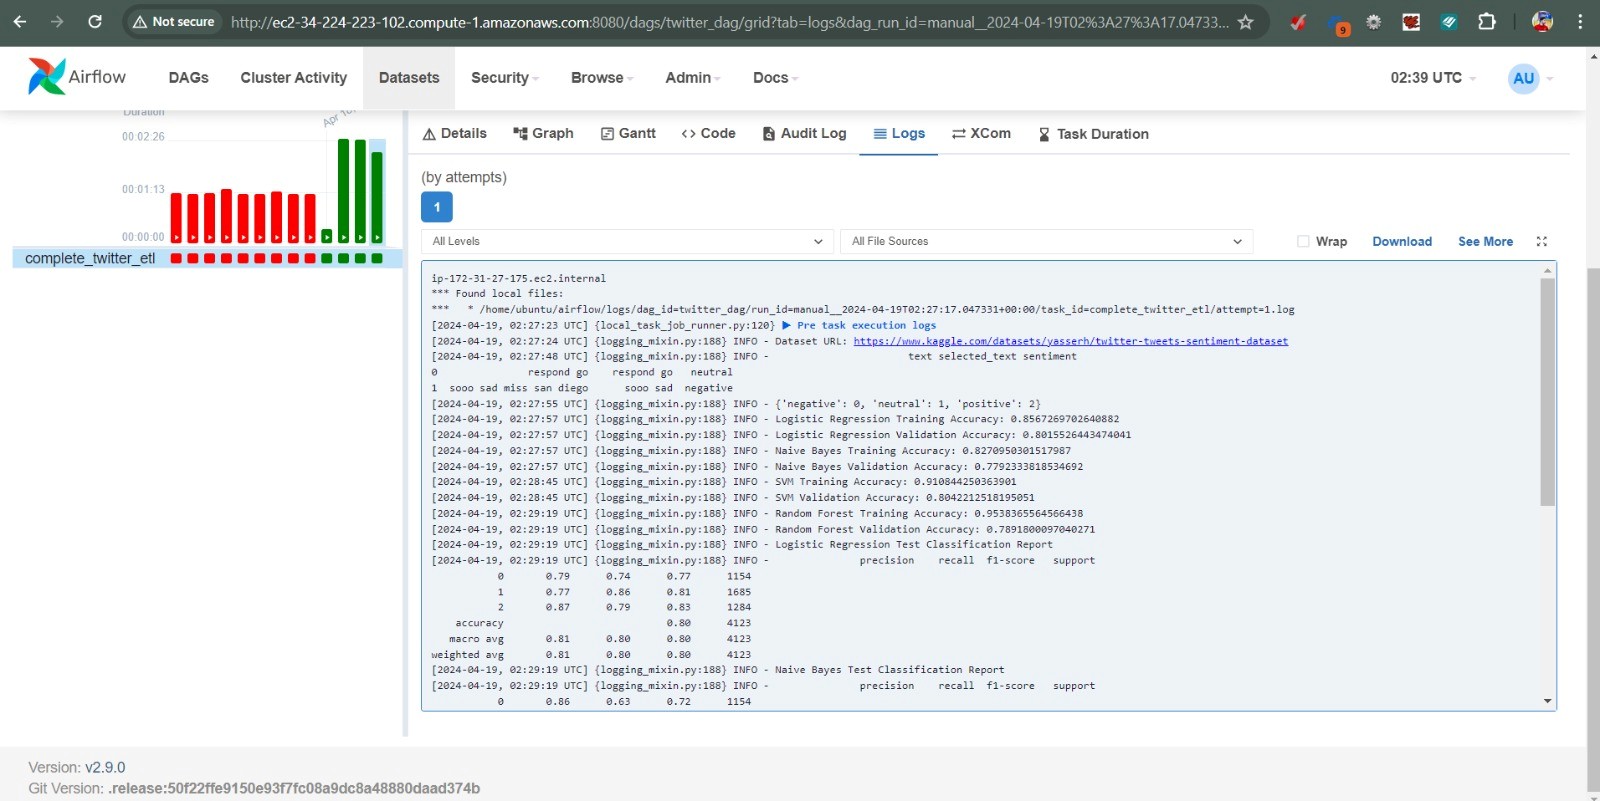 Not secure http://ec2-34-224-223-102.compute-1.amazonaws.com:8080/dags/twitter_dag/grid?tab=logs&dag_run_id=manual__2024-04-19T02%3A27%3A17.04733...
9
Airflow DAGs Cluster Activity Datasets Security Browse Admin Docs 02:39 UTC AU
Duration
Apr
00:02:26
00:01:13
00:00:00
complete_twitter_etl
Details Graph Gantt Code Audit Log Logs XCom Task Duration
(by attempts)
1
All Levels All File Sources Wrap Download See More
ip-172-31-27-175.ec2.internal
*** Found local files:
***   * /home/ubuntu/airflow/logs/dag_id=twitter_dag/run_id=manual__2024-04-19T02:27:17.047331+00:00/task_id=complete_twitter_etl/attempt=1.log
[2024-04-19, 02:27:23 UTC] {local_task_job_runner.py:120} ▶ Pre task execution logs
[2024-04-19, 02:27:24 UTC] {logging_mixin.py:188} INFO - Dataset URL: https://www.kaggle.com/datasets/yasserh/twitter-tweets-sentiment-dataset
[2024-04-19, 02:27:48 UTC] {logging_mixin.py:188} INFO - text selected_text sentiment
0 respond go respond go neutral
1 sooo sad miss san diego sooo sad negative
[2024-04-19, 02:27:55 UTC] {logging_mixin.py:188} INFO - {'negative': 0, 'neutral': 1, 'positive': 2}
[2024-04-19, 02:27:57 UTC] {logging_mixin.py:188} INFO - Logistic Regression Training Accuracy: 0.8567269702640882
[2024-04-19, 02:27:57 UTC] {logging_mixin.py:188} INFO - Logistic Regression Validation Accuracy: 0.8015526443474041
[2024-04-19, 02:27:57 UTC] {logging_mixin.py:188} INFO - Naive Bayes Training Accuracy: 0.8270950301517987
[2024-04-19, 02:27:57 UTC] {logging_mixin.py:188} INFO - Naive Bayes Validation Accuracy: 0.7792333818534692
[2024-04-19, 02:28:45 UTC] {logging_mixin.py:188} INFO - SVM Training Accuracy: 0.910844250363901
[2024-04-19, 02:28:45 UTC] {logging_mixin.py:188} INFO - SVM Validation Accuracy: 0.8042212518195051
[2024-04-19, 02:29:19 UTC] {logging_mixin.py:188} INFO - Random Forest Training Accuracy: 0.9538365564566438
[2024-04-19, 02:29:19 UTC] {logging_mixin.py:188} INFO - Random Forest Validation Accuracy: 0.7891800097040271
[2024-04-19, 02:29:19 UTC] {logging_mixin.py:188} INFO - Logistic Regression Test Classification Report
[2024-04-19, 02:29:19 UTC] {logging_mixin.py:188} INFO - precision recall f1-score support
0 0.79 0.74 0.77 1154
1 0.77 0.86 0.81 1685
2 0.87 0.79 0.83 1284
accuracy 0.80 4123
macro avg 0.81 0.80 0.80 4123
weighted avg 0.81 0.80 0.80 4123
[2024-04-19, 02:29:19 UTC] {logging_mixin.py:188} INFO - Naive Bayes Test Classification Report
[2024-04-19, 02:29:19 UTC] {logging_mixin.py:188} INFO - precision recall f1-score support
0 0.86 0.63 0.72 1154
Version: v2.9.0
Git Version: .release:50f22ffe9150e93f7fc08a9dc8a48880daad374b